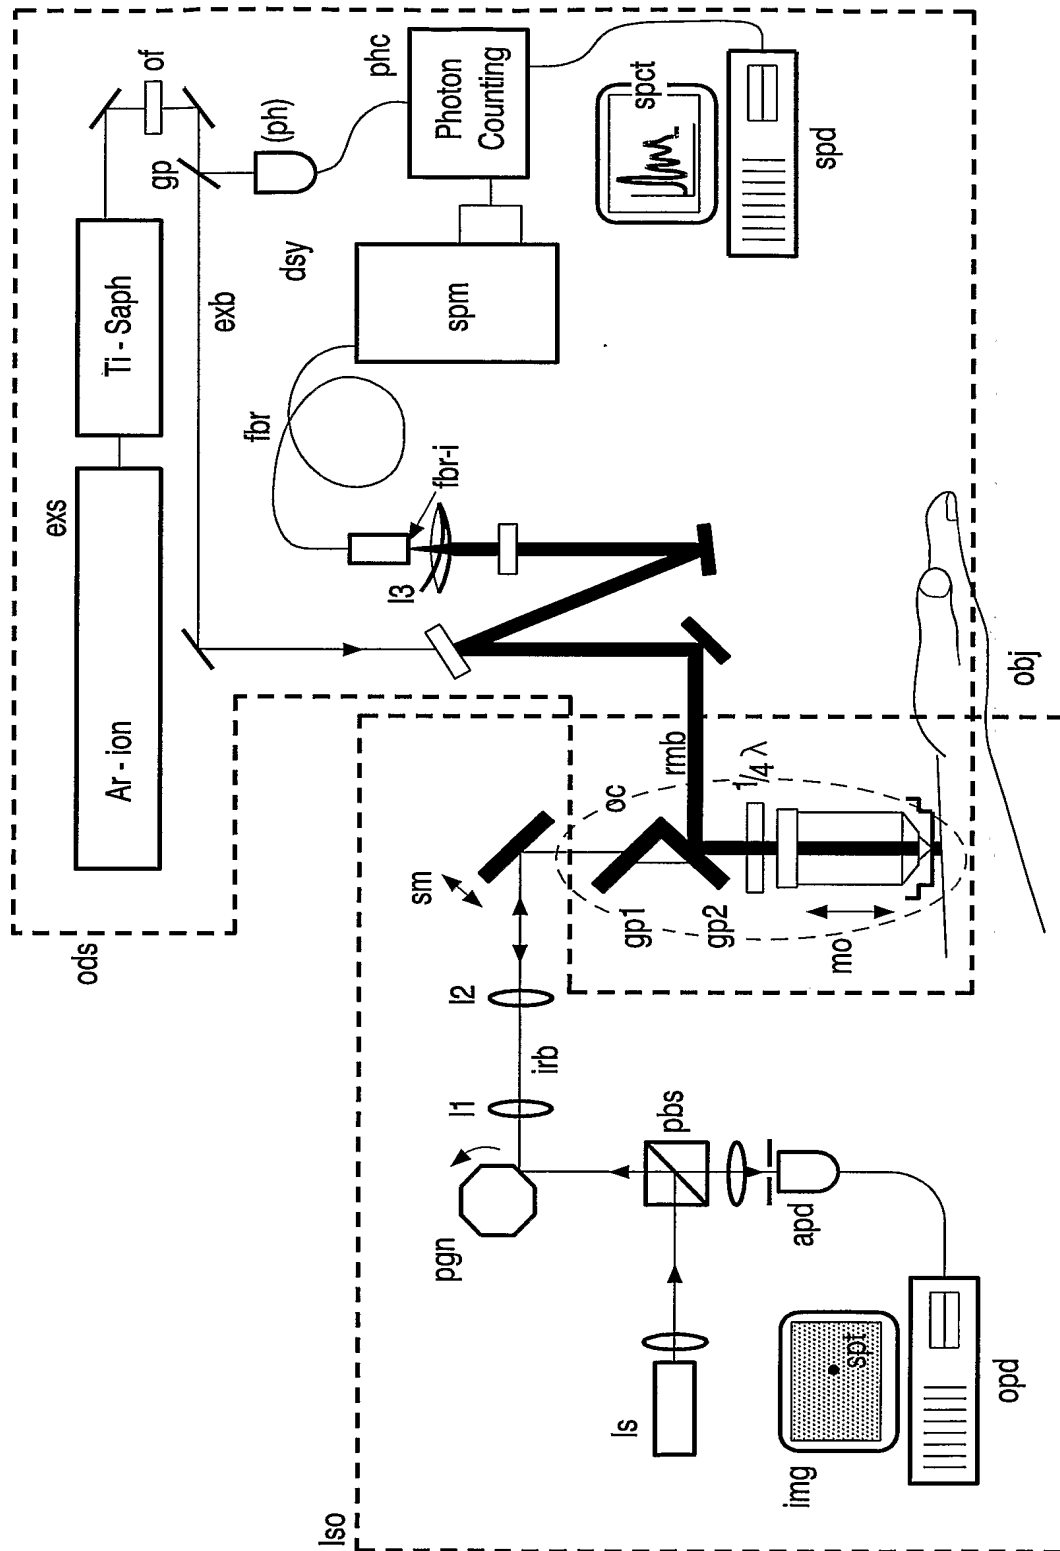 exs
ods
Ar - ion
Ti - Saph
of
gp
exb
(ph)
fbr
dsy
lso
phc
l3
sm
fbr-i
pgn
l1
l2
spm
Photon
Counting
irb
oc
ls
gp1
spct
pbs
rmb
gp2
1/4 λ
img
apd
mo
spd
spt
opd
obj